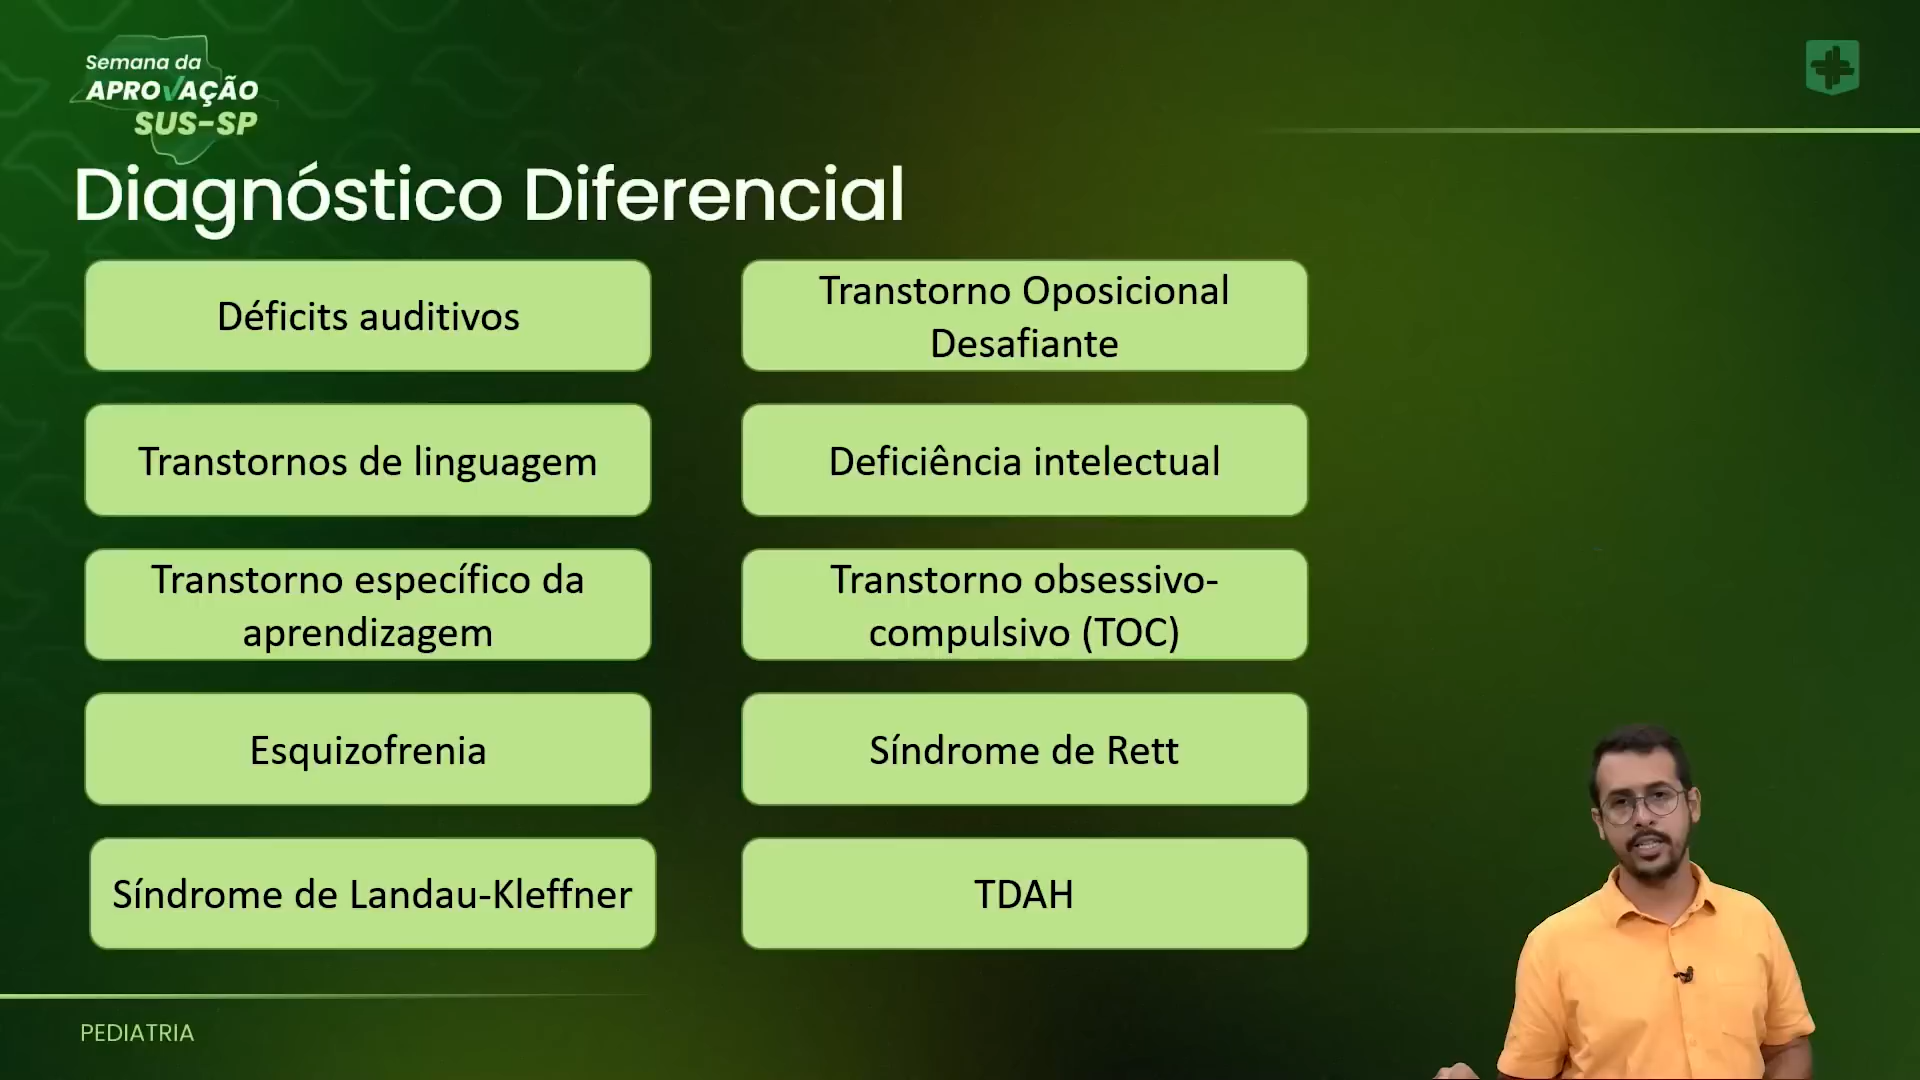 Semana da
APROVAÇÃO
SUS-SP
Diagnóstico Diferencial
Déficits auditivos
Transtorno Oposicional
Desafiante
Transtornos de linguagem
Deficiência intelectual
Transtorno específico da
aprendizagem
Transtorno obsessivo-
compulsivo (TOC)
Esquizofrenia
Síndrome de Rett
Síndrome de Landau-Kleffner
TDAH
PEDIATRIA